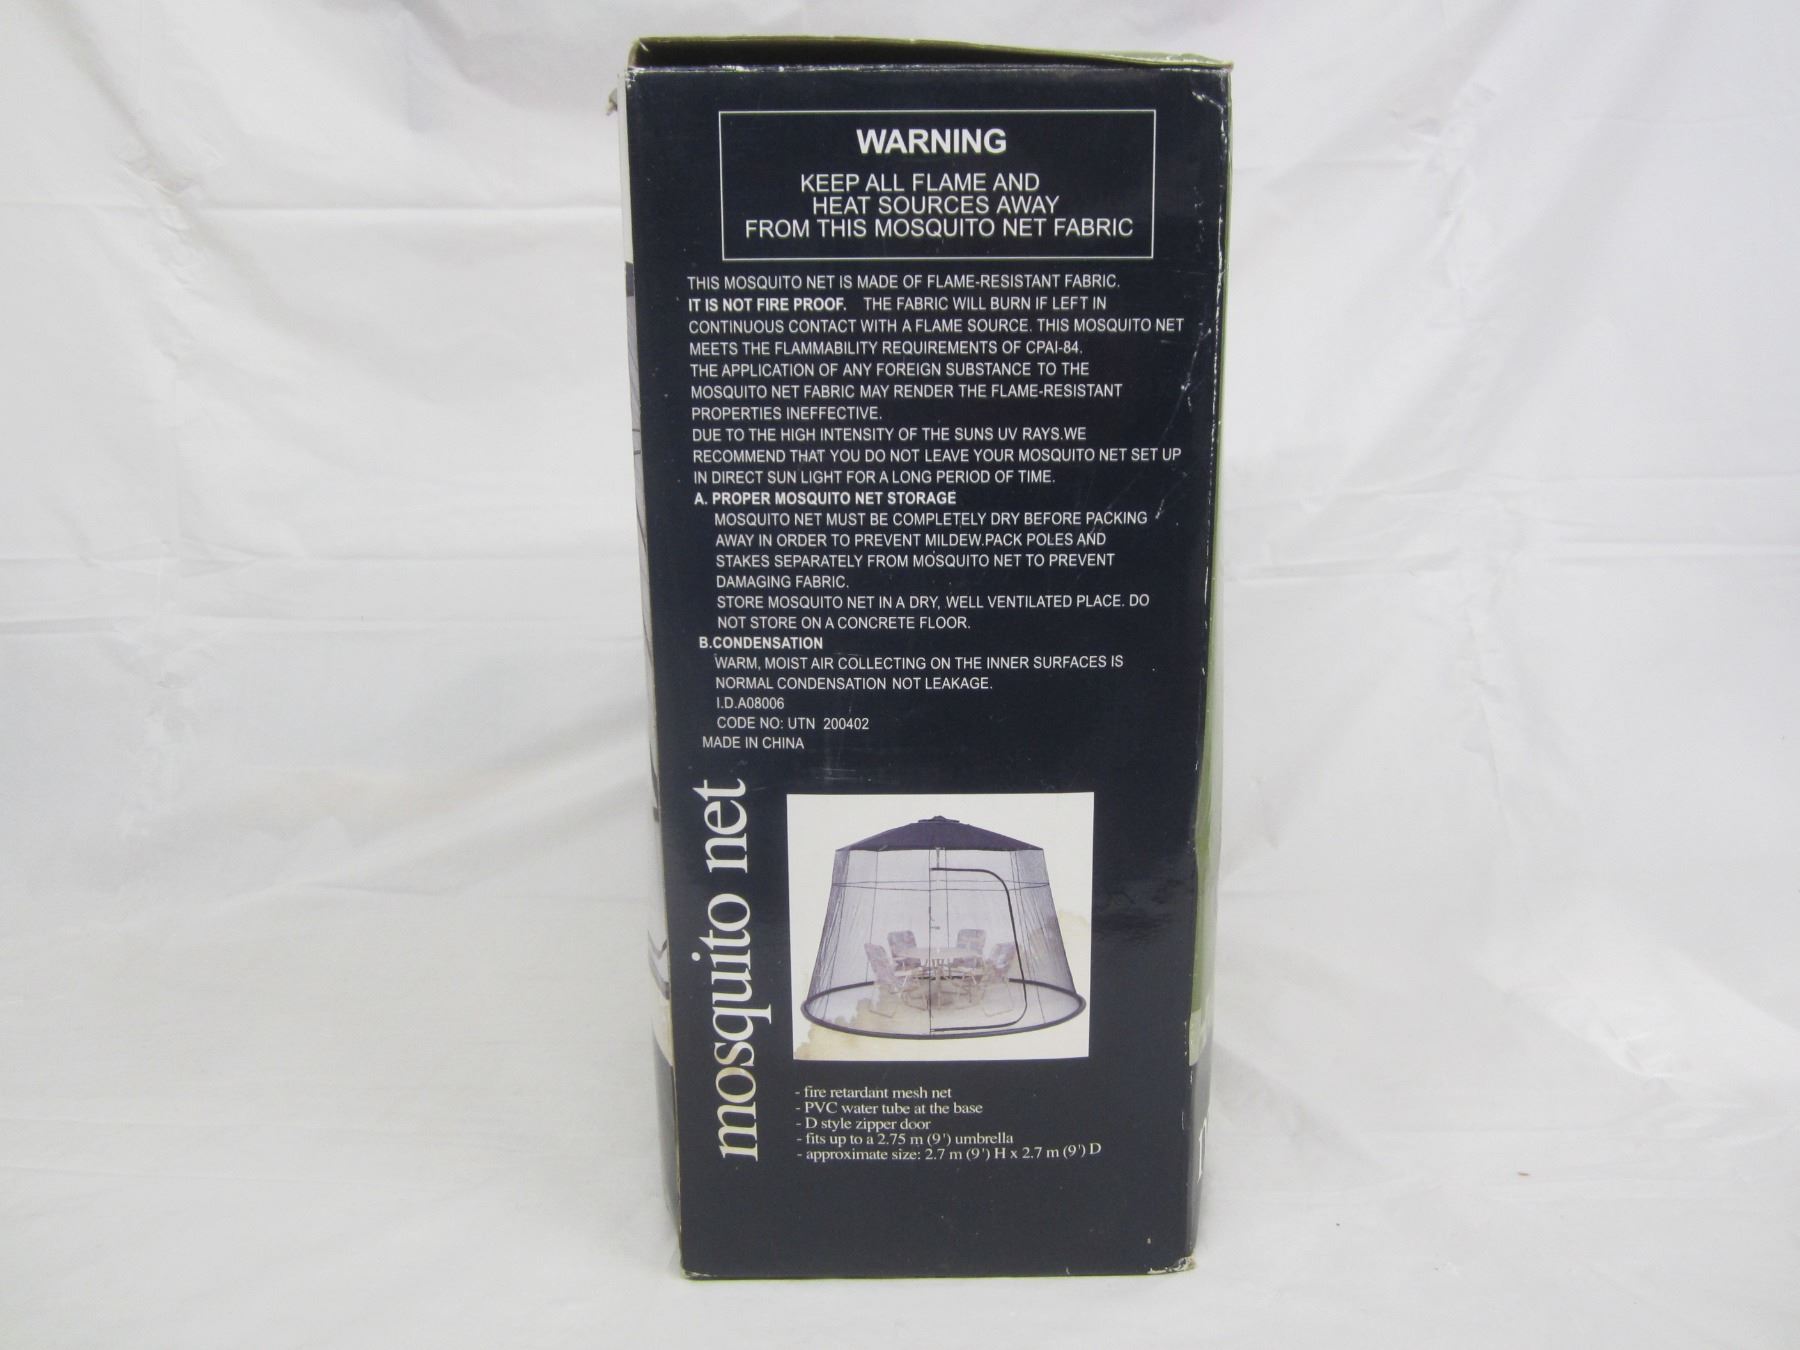 WARNING
KEEP ALL FLAME AND
HEAT SOURCES AWAY
FROM THIS MOSQUITO NET FABRIC
THIS MOSQUITO NET IS MADE OF FLAME-RESISTANT FABRIC.
IT IS NOT FIRE PROOF. THE FABRIC WILL BURN IF LEFT IN
CONTINUOUS CONTACT WITH A FLAME SOURCE. THIS MOSQUITO NET
MEETS THE FLAMMABILITY REQUIREMENTS OF CPAI-84.
THE APPLICATION OF ANY FOREIGN SUBSTANCE TO THE
MOSQUITO NET FABRIC MAY RENDER THE FLAME-RESISTANT
PROPERTIES INEFFECTIVE.
DUE TO THE HIGH INTENSITY OF THE SUNS UV RAYS.WE
RECOMMEND THAT YOU DO NOT LEAVE YOUR MOSQUITO NET SET UP
IN DIRECT SUN LIGHT FOR A LONG PERIOD OF TIME.
A. PROPER MOSQUITO NET STORAGE
MOSQUITO NET MUST BE COMPLETELY DRY BEFORE PACKING
AWAY IN ORDER TO PREVENT MILDEW.PACK POLES AND
STAKES SEPARATELY FROM MOSQUITO NET TO PREVENT
DAMAGING FABRIC.
STORE MOSQUITO NET IN A DRY, WELL VENTILATED PLACE. DO
NOT STORE ON A CONCRETE FLOOR.
B.CONDENSATION
WARM, MOIST AIR COLLECTING ON THE INNER SURFACES IS
NORMAL CONDENSATION NOT LEAKAGE.
I.D.A08006
CODE NO: UTN 200402
MADE IN CHINA
mosquito net
- fire retardant mesh net
- PVC water tube at the base
- D style zipper door
- fits up to a 2.75 m (9') umbrella
- approximate size: 2.7 m (9') H x 2.7 m (9') D